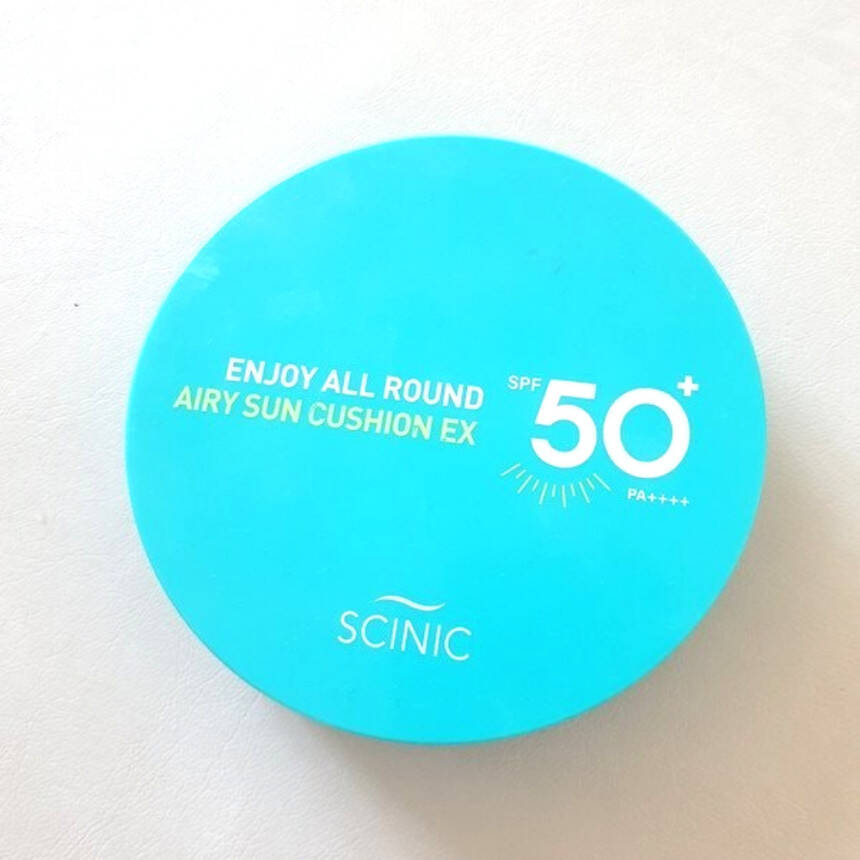 ENJOY ALL ROUND
AIRY SUN CUSHION EX
SPF 50+
PA++++
SCINIC